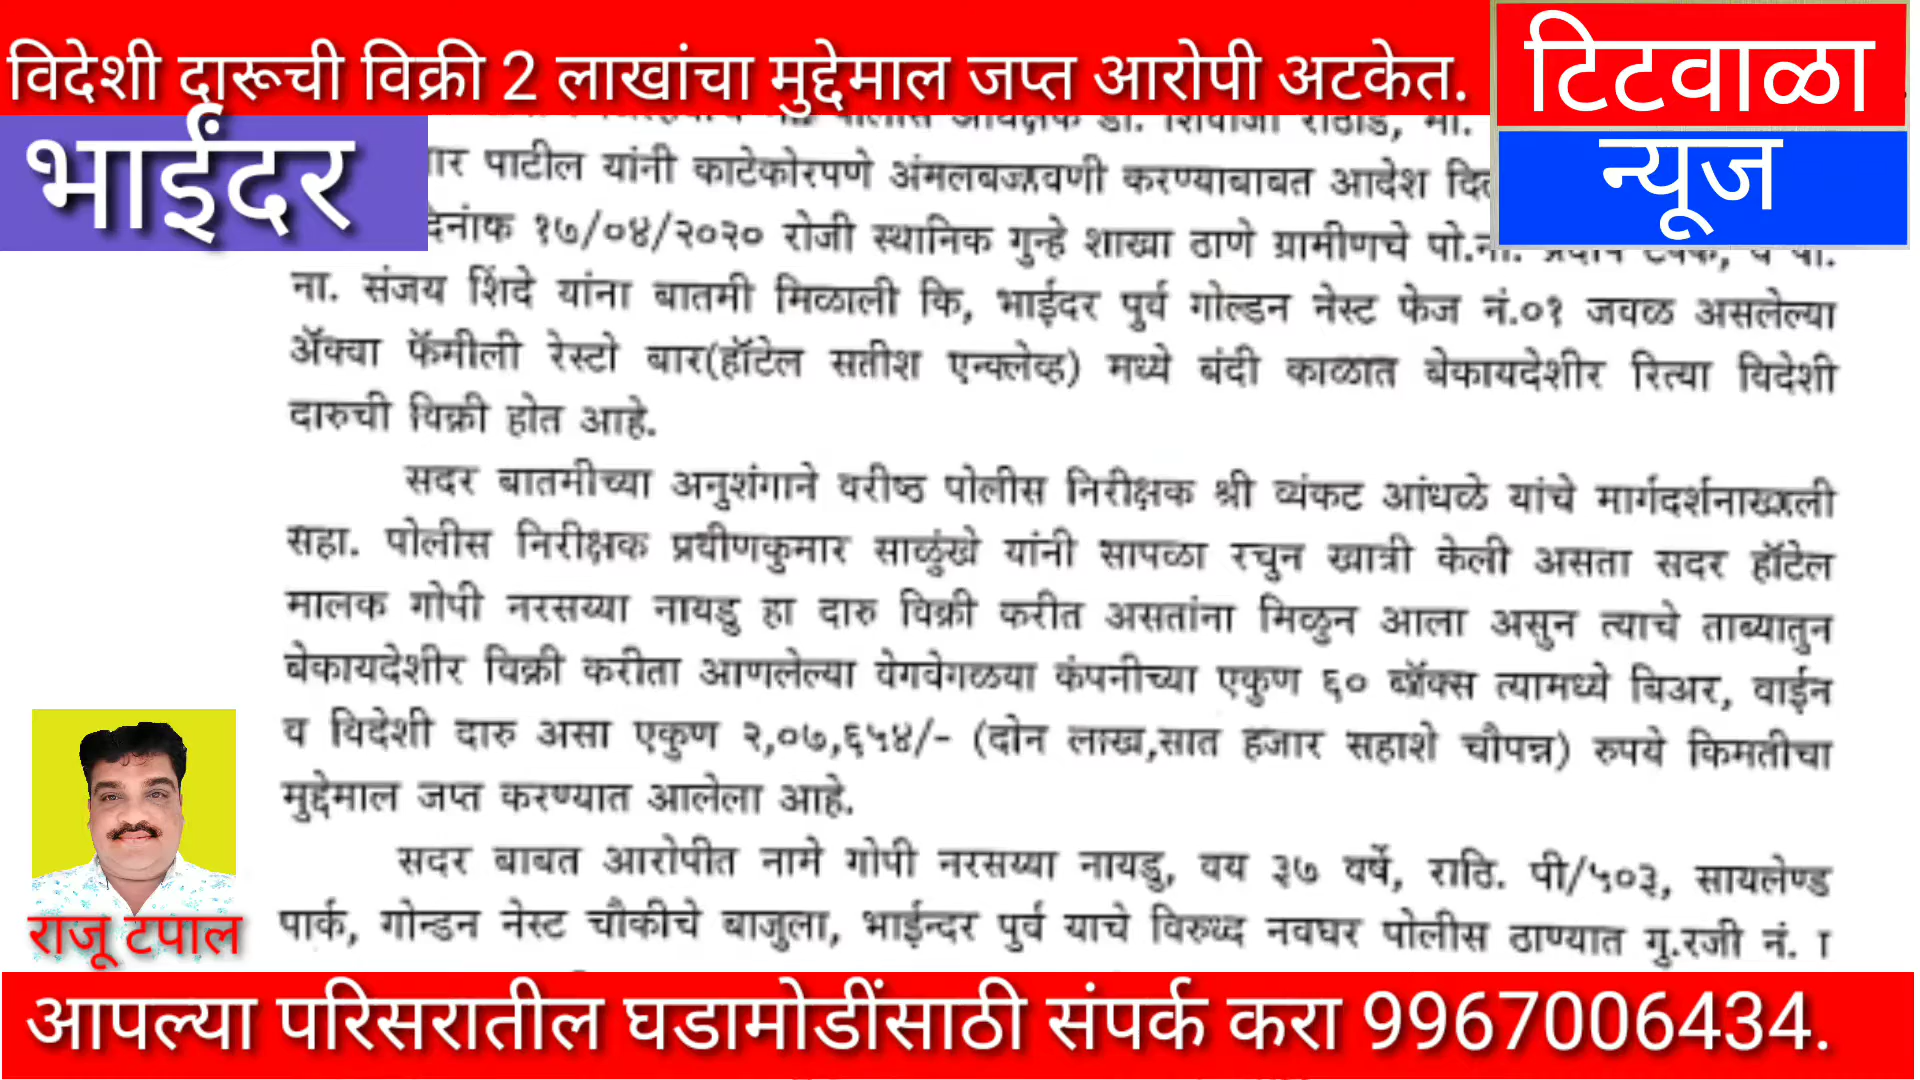 विदेशी दारूची विक्री 2 लाखांचा मुद्देमाल जप्त आरोपी अटकेत.
टिटवाळा
न्यूज
भाईंदर
पाटील यांनी काटेकोरपणे अंमलबजावणी करण्याबाबत आदेश
१७/०४/२०२० रोजी स्थानिक गुन्हे शाखा ठाणे ग्रामीणचे
ना. संजय शिंदे यांना बातमी मिळाली कि, भाईदर पुर्व गोल्डन नेस्ट फेज नं.०१ जवळ असलेल्या
ॲक्वा फॅमीली रेस्टो बार(हॉटेल सतीश एन्क्लेव्ह) मध्ये बंदी काळात बेकायदेशीर रित्या विदेशी
दारुची विक्री होत आहे.
सदर बातमीच्या अनुशंगाने वरीष्ठ पोलीस निरीक्षक श्री व्यंकट आंधळे यांचे मार्गदर्शनाखाली
सहा. पोलीस निरीक्षक प्रवीणकुमार साळुंखे यांनी सापळा रचुन खात्री केली असता सदर हॉटेल
मालक गोपी नरसय्या नायडु हा दारु विक्री करीत असतांना मिळुन आला असुन त्याचे ताब्यातुन
बेकायदेशीर विक्री करीता आणलेल्या वेगवेगळया कंपनीच्या एकुण ६० बॉक्स त्यामध्ये बिअर, वाईन
व विदेशी दारु असा एकुण २,०७,६५४/- (दोन लाख,सात हजार सहाशे चौपन्न) रुपये किमतीचा
मुद्देमाल जप्त करण्यात आलेला आहे.
सदर बाबत आरोपीत नामे गोपी नरसय्या नायडु, वय ३७ वर्षे, राठि. पी/५०३, सायलेण्ड
पार्क, गोन्डन नेस्ट चौकीचे बाजुला, भाईन्दर पुर्व याचे विरुध्द नवघर पोलीस ठाण्यात गु.रजी नं. I
राजू टपाल
आपल्या परिसरातील घडामोडींसाठी संपर्क करा 9967006434.